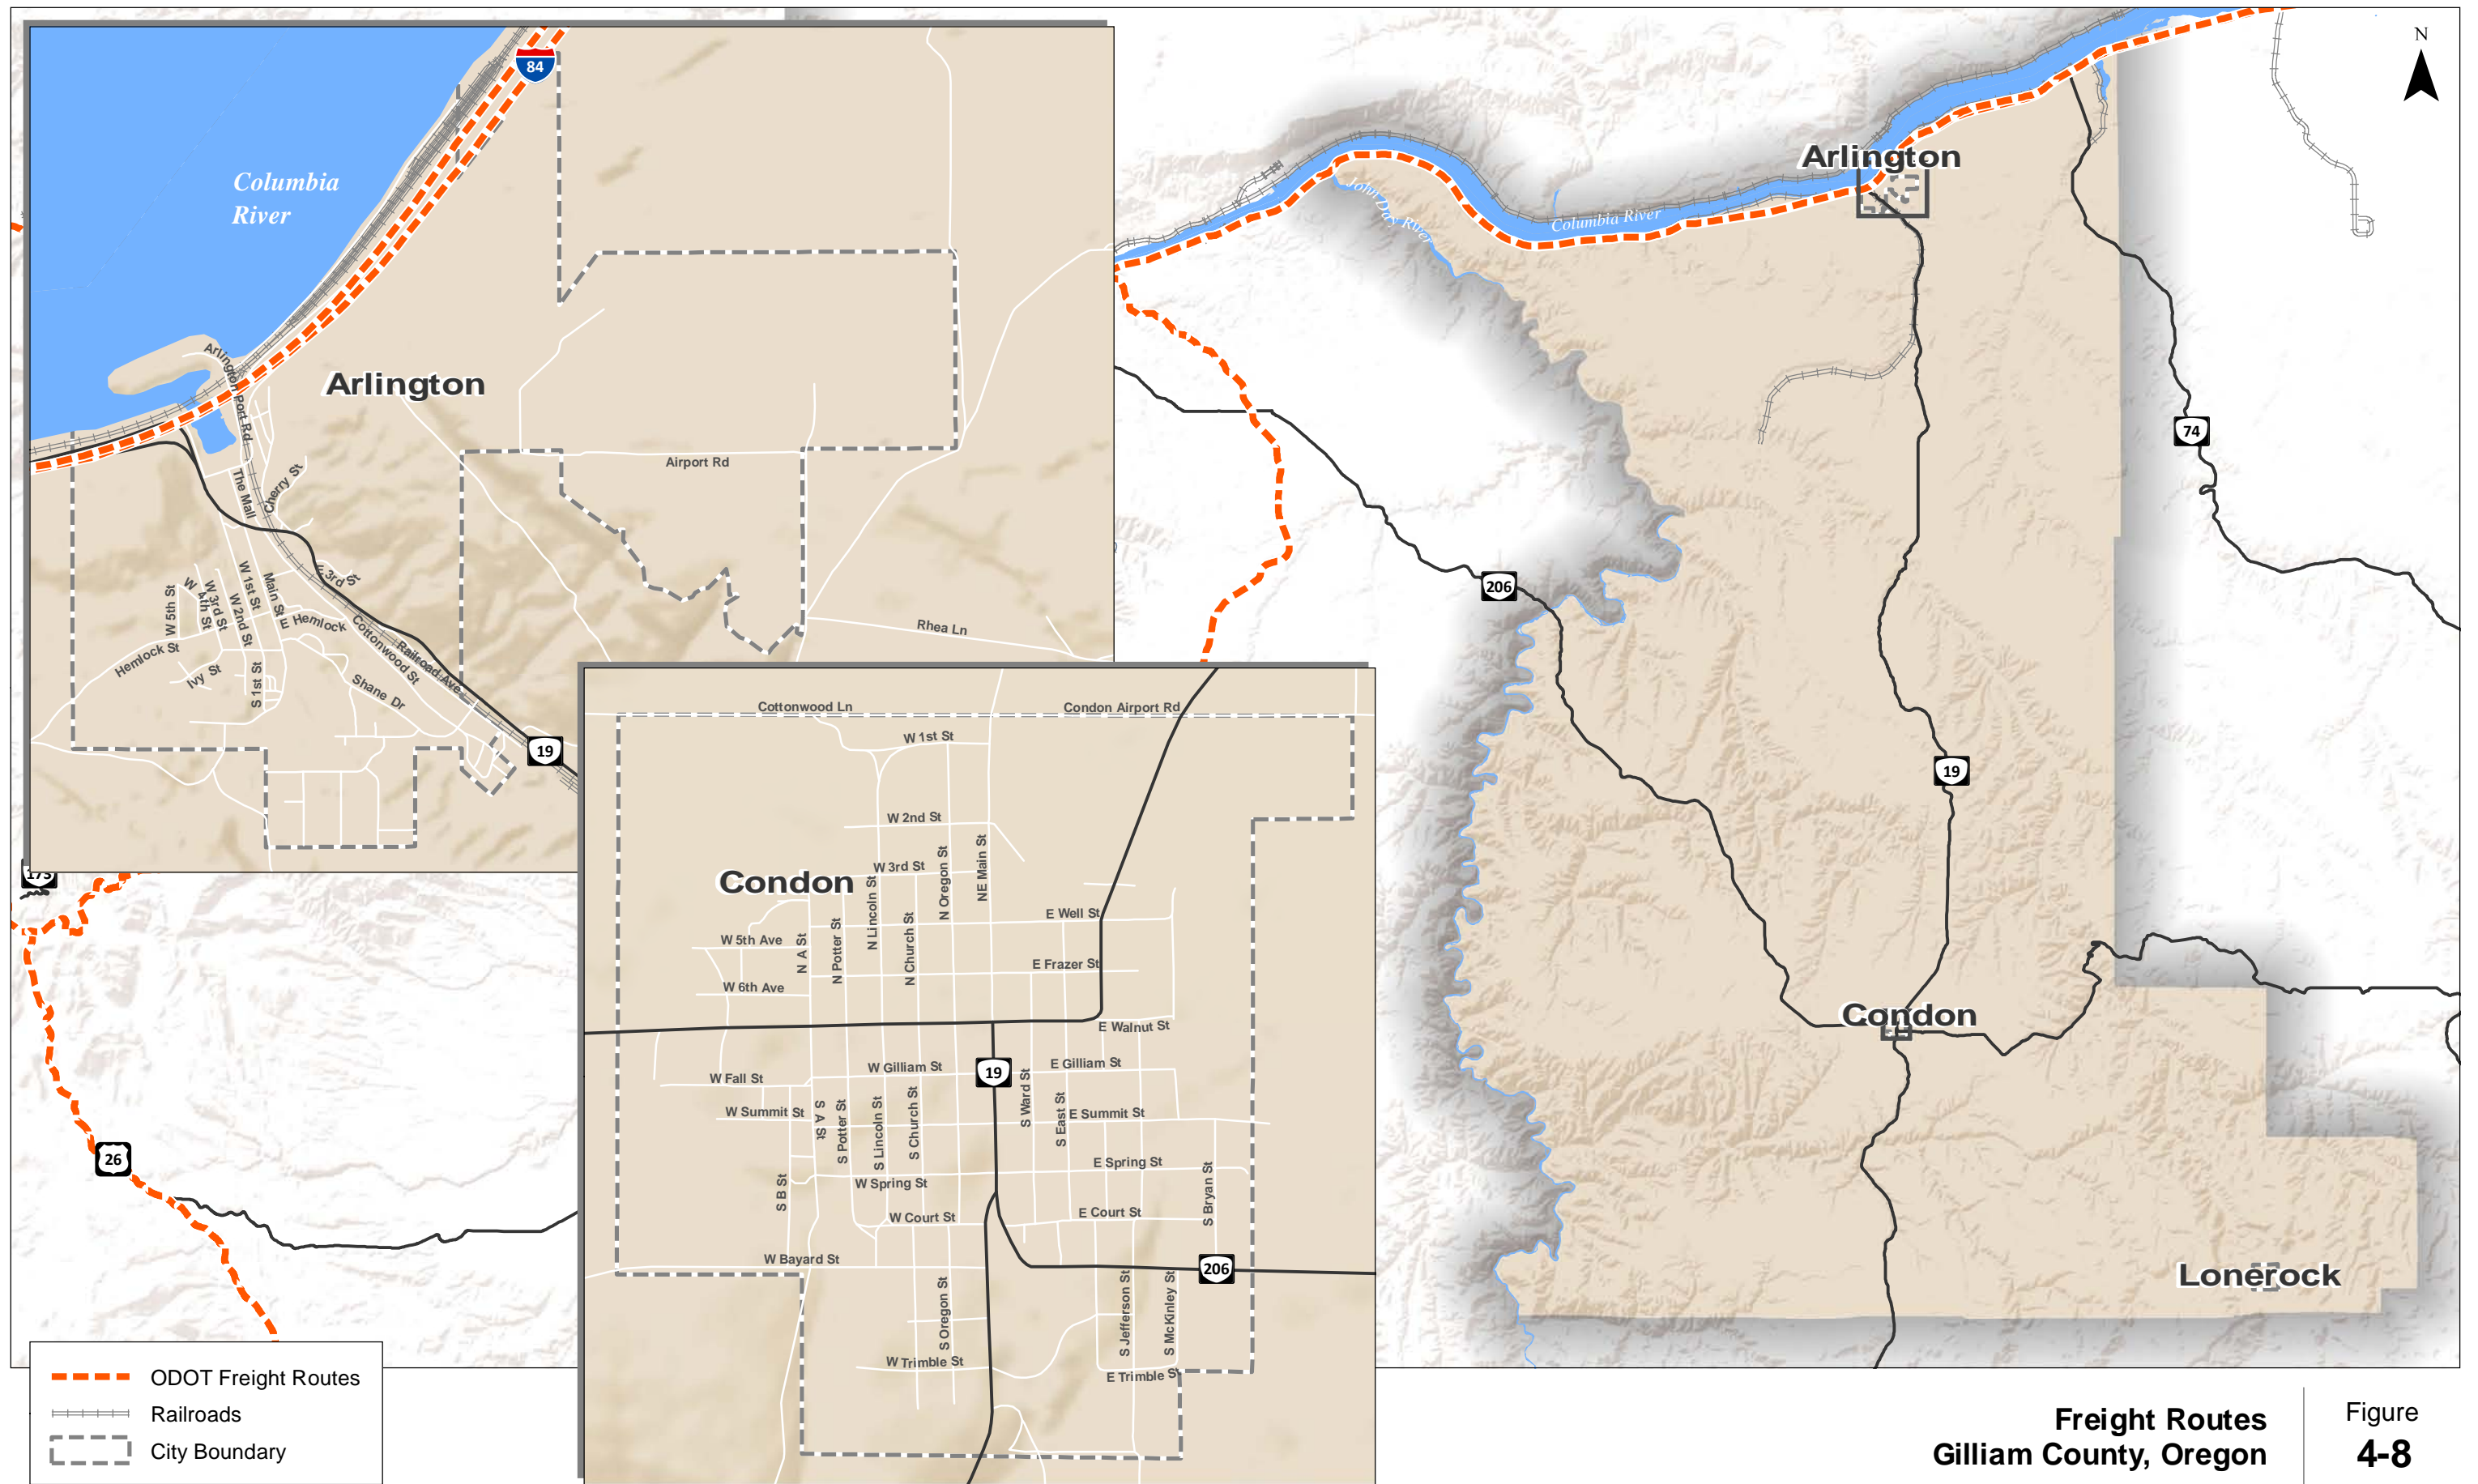 84
Columbia
River
Arlington Port Rd
Arlington
Airport Rd
The Mall
Cherry St
E 3rd St
W 5th St
W 4th St
W 3rd St
W 2nd St
W 1st St
Main St
E Hemlock
Cottonwood St
Railroad Ave
Rhea Ln
Hemlock St
Ivy St
S 1st St
Shane Dr
19
N
Arlington
John Day River
Columbia River
74
206
19
Condon
Lonerock
Cottonwood Ln
Condon Airport Rd
W 1st St
W 2nd St
W 3rd St
Condon
N Lincoln St
N Oregon St
NE Main St
E Well St
W 5th Ave
N A St
N Potter St
N Church St
E Frazer St
W 6th Ave
E Walnut St
W Gilliam St
19
E Gilliam St
W Fall St
S Ward St
S East St
W Summit St
S A St
S Potter St
S Lincoln St
S Church St
E Summit St
E Spring St
W Spring St
S B St
S Bryan St
W Court St
E Court St
W Bayard St
206
S Oregon St
S Jefferson St
S McKinley St
W Trimble St
E Trimble St
173
26
ODOT Freight Routes
Railroads
City Boundary
Freight Routes
Gilliam County, Oregon
Figure
4-8